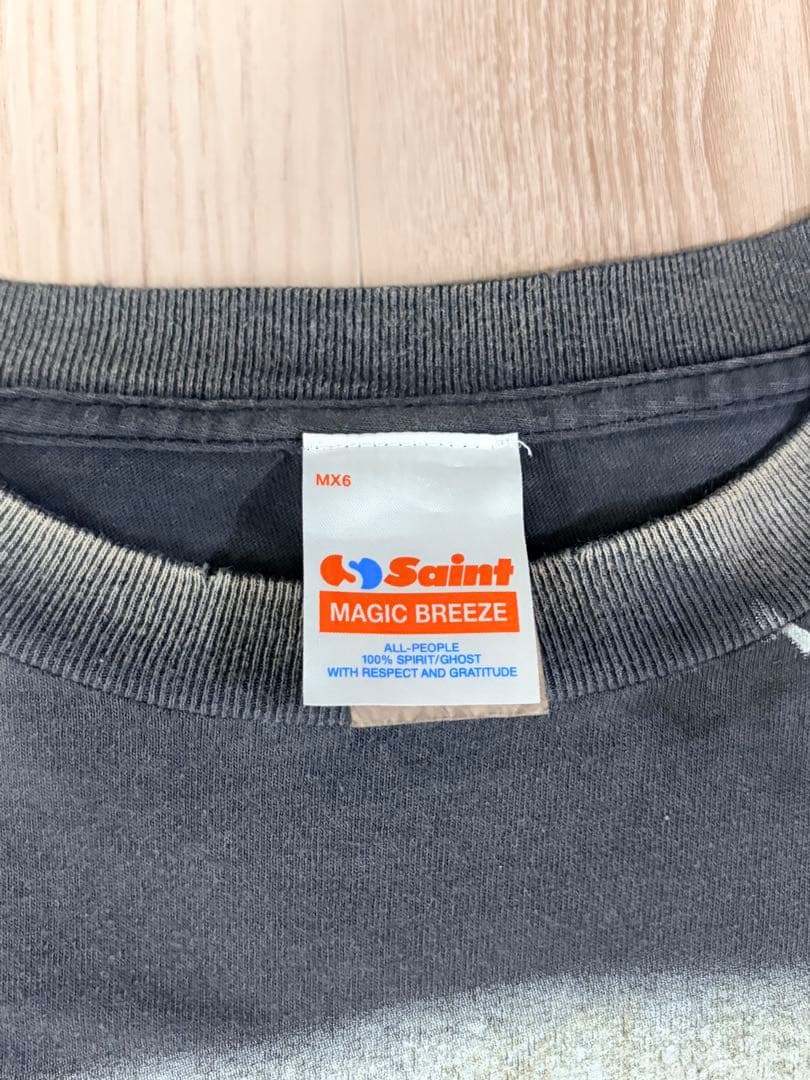 MX6
Saint
MAGIC BREEZE
ALL-PEOPLE
100% SPIRIT/GHOST
WITH RESPECT AND GRATITUDE